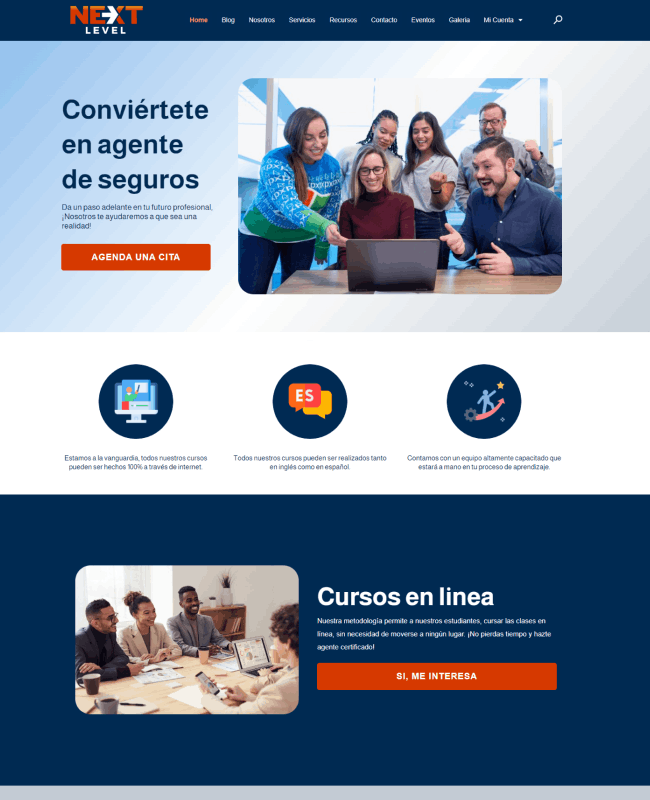 NEXT
LEVEL
Home Blog Nosotros Servicios Recursos Contacto Eventos Galeria Mi Cuenta
Conviértete
en agente
de seguros
Da un paso adelante en tu futuro profesional,
¡Nosotros te ayudaremos a que sea una
realidad!
AGENDA UNA CITA
ES
Estamos a la vanguardia, todos nuestros cursos
pueden ser hechos 100% a través de internet.
Todos nuestros cursos pueden ser realizados tanto
en inglés como en español.
Contamos con un equipo altamente capacitado que
estará a mano en tu proceso de aprendizaje.
Cursos en linea
Nuestra metodología permite a nuestros estudiantes, cursar las clases en
línea, sin necesidad de moverse a ningún lugar. ¡No pierdas tiempo y hazte
agente certificado!
SI, ME INTERESA